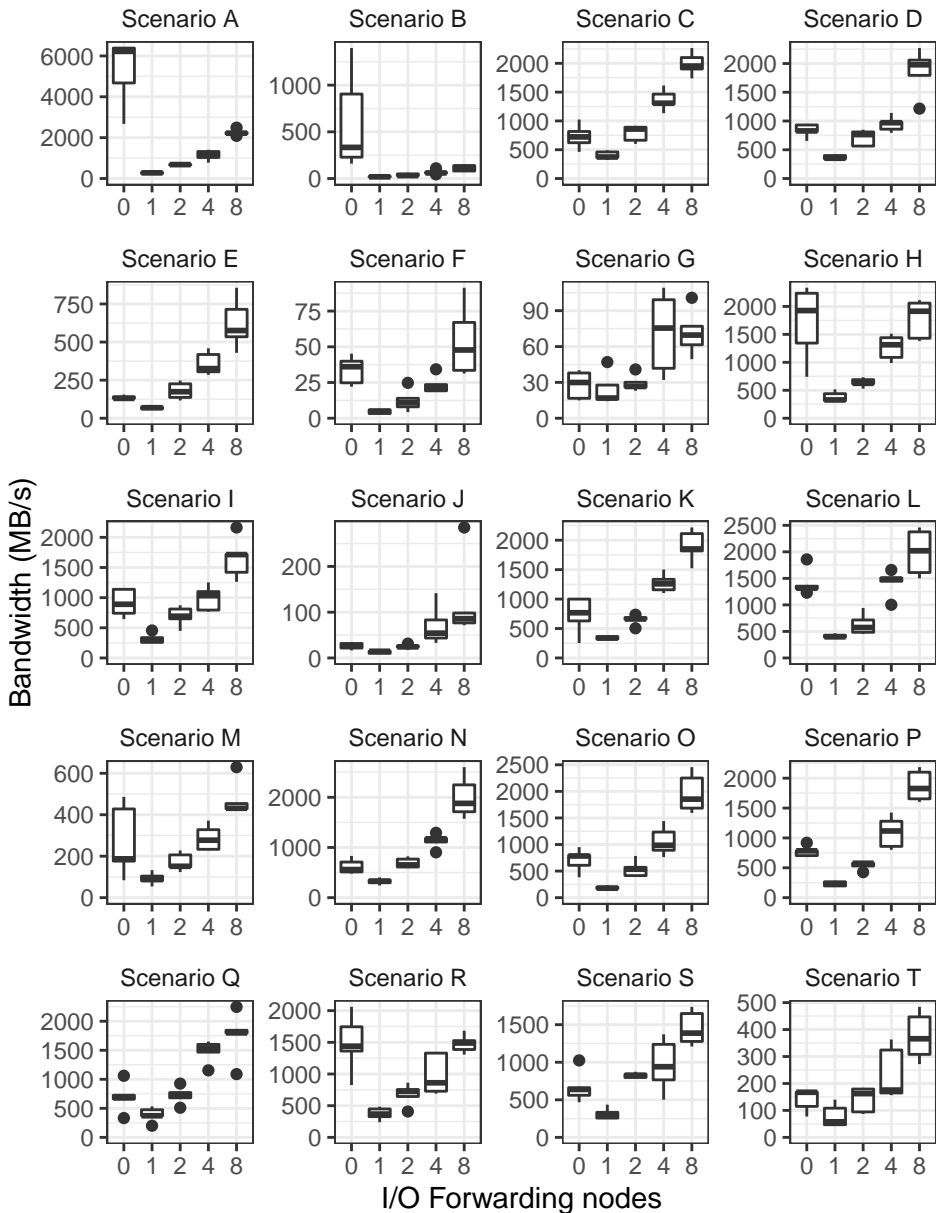 Scenario A
Scenario B
Scenario C
Scenario D
6000
4000
2000
0
0 1 2 4 8
1000
500
0
0 1 2 4 8
2000
1500
1000
500
0
0 1 2 4 8
2000
1500
1000
500
0
0 1 2 4 8
Scenario E
Scenario F
Scenario G
Scenario H
750
500
250
0
0 1 2 4 8
75
50
25
0
0 1 2 4 8
90
60
30
0
0 1 2 4 8
2000
1500
1000
500
0
0 1 2 4 8
Bandwidth (MB/s)
Scenario I
Scenario J
Scenario K
Scenario L
2000
1500
1000
500
0
0 1 2 4 8
200
100
0
0 1 2 4 8
2000
1500
1000
500
0
0 1 2 4 8
2500
2000
1500
1000
500
0
0 1 2 4 8
Scenario M
Scenario N
Scenario O
Scenario P
600
400
200
0
0 1 2 4 8
2000
1000
0
0 1 2 4 8
2500
2000
1500
1000
500
0
0 1 2 4 8
2000
1500
1000
500
0
0 1 2 4 8
Scenario Q
Scenario R
Scenario S
Scenario T
2000
1500
1000
500
0
0 1 2 4 8
2000
1500
1000
500
0
0 1 2 4 8
1500
1000
500
0
0 1 2 4 8
500
400
300
200
100
0
0 1 2 4 8
I/O Forwarding nodes